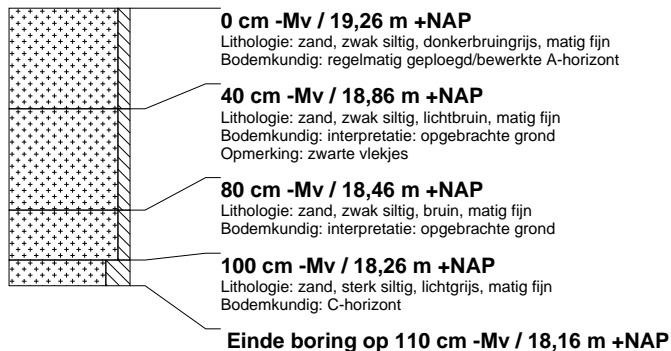 0 cm -Mv / 19,26 m +NAP
Lithologie: zand, zwak siltig, donkerbruingrijs, matig fijn
Bodemkundig: regelmatig geploegd/bewerkte A-horizont
40 cm -Mv / 18,86 m +NAP
Lithologie: zand, zwak siltig, lichtbruin, matig fijn
Bodemkundig: interpretatie: opgebrachte grond
Opmerking: zwarte vlekjes
80 cm -Mv / 18,46 m +NAP
Lithologie: zand, zwak siltig, bruin, matig fijn
Bodemkundig: interpretatie: opgebrachte grond
100 cm -Mv / 18,26 m +NAP
Lithologie: zand, sterk siltig, lichtgrijs, matig fijn
Bodemkundig: C-horizont
Einde boring op 110 cm -Mv / 18,16 m +NAP